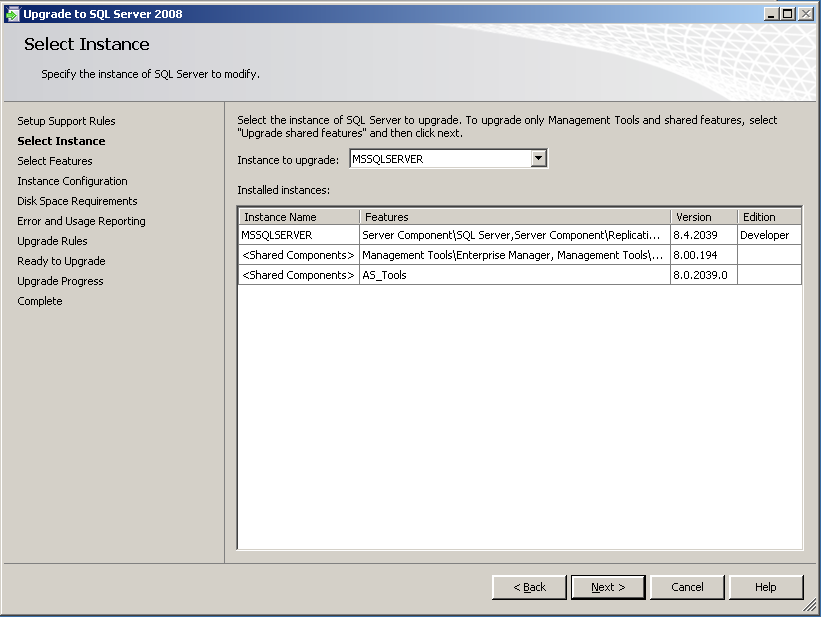 Upgrade to SQL Server 2008
Select Instance
Specify the instance of SQL Server to modify.
Setup Support Rules
Select Instance
Select Features
Instance Configuration
Disk Space Requirements
Error and Usage Reporting
Upgrade Rules
Ready to Upgrade
Upgrade Progress
Complete
Select the instance of SQL Server to upgrade. To upgrade only Management Tools and shared features, select
"Upgrade shared features" and then click next.
Instance to upgrade: MSSQLSERVER
Installed instances:
Instance Name Features Version Edition
MSSQLSERVER Server Component\SQL Server,Server Component\Replicati... 8.4.2039 Developer
<Shared Components> Management Tools\Enterprise Manager, Management Tools\... 8.00.194
<Shared Components> AS_Tools 8.0.2039.0
< Back Next > Cancel Help